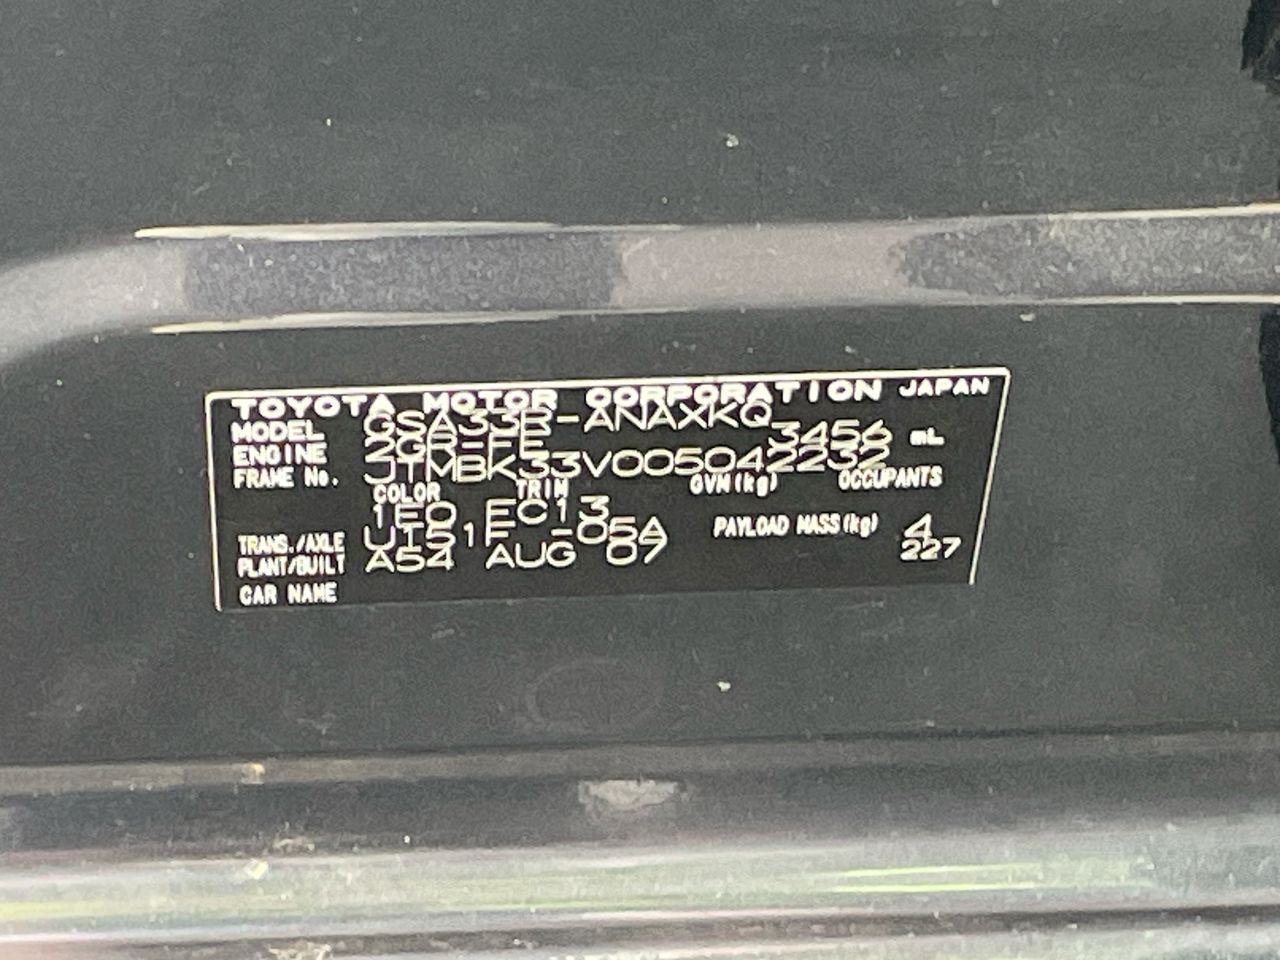 TOYOTA MOTOR CORPORATION JAPAN
MODEL GSA33R-ANAXKQ
ENGINE 2GR-FE 3456 mL
FRAME No. JTMBK33V005042232
COLOR TRIM GVM(kg) OCCUPANTS
1E0 EC13
TRANS./AXLE U151F -05A PAYLOAD MASS(kg) 4
PLANT/BUILT A54 AUG 07 227
CAR NAME